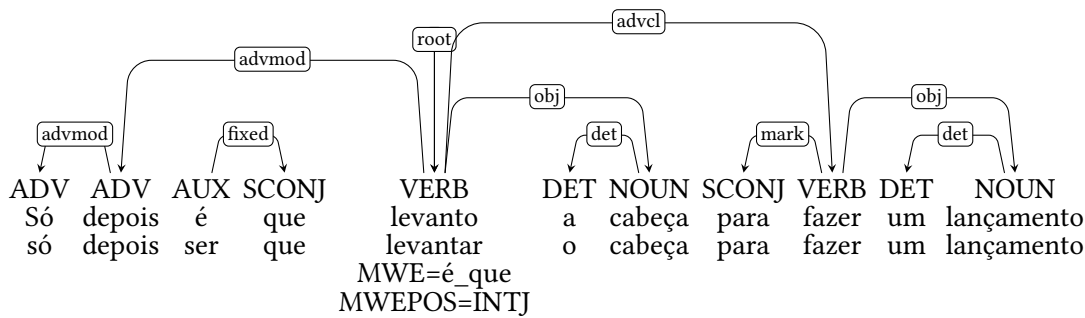 advcl
root
advmod
obj
obj
advmod
fixed
det
mark
det
ADV ADV AUX SCONJ VERB DET NOUN SCONJ VERB DET NOUN
Só depois é que levanto a cabeça para fazer um lançamento
só depois ser que levantar o cabeça para fazer um lançamento
MWE=é_que
MWEPOS=INTJ